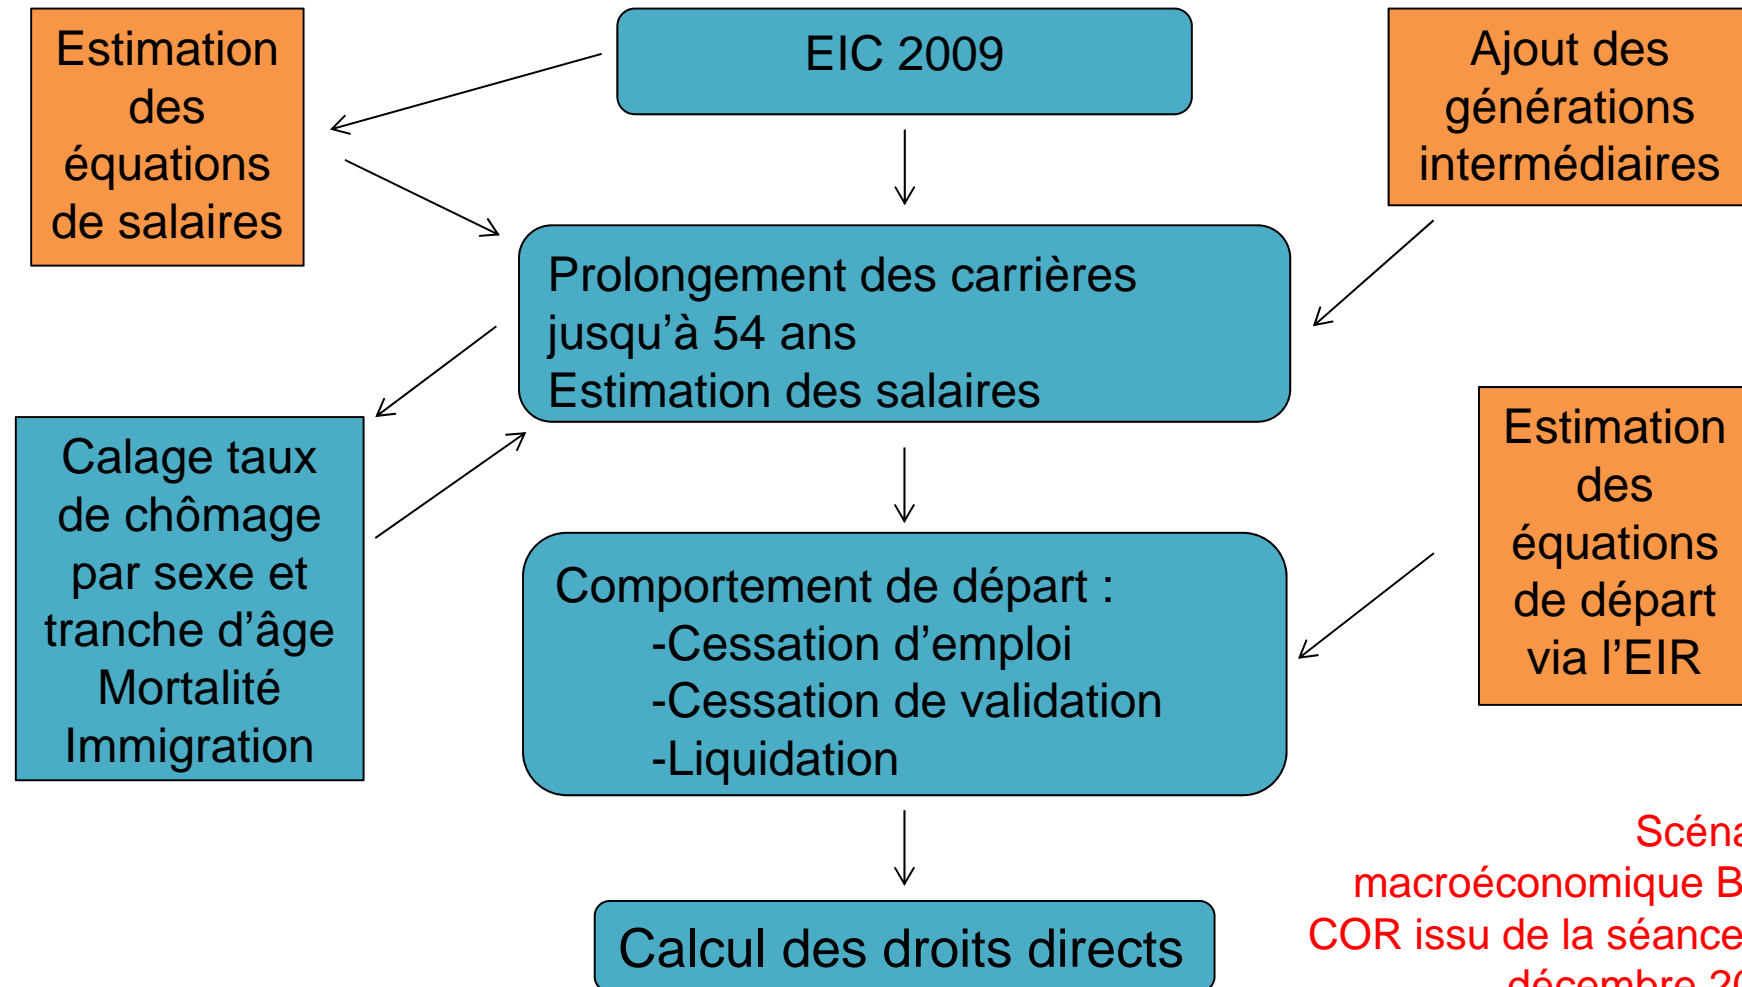 EIC 2009
Estimation
des
équations
de salaires
Ajout des
générations
intermédiaires
Prolongement des carrières
jusqu’à 54 ans
Estimation des salaires
Calage taux
de chômage
par sexe et
tranche d’âge
Mortalité
Immigration
Estimation
des
équations
de départ
via l’EIR
Comportement de départ :
-Cessation d’emploi
-Cessation de validation
-Liquidation
Calcul des droits directs
macroéconomique B
COR issu de la séance
décembre